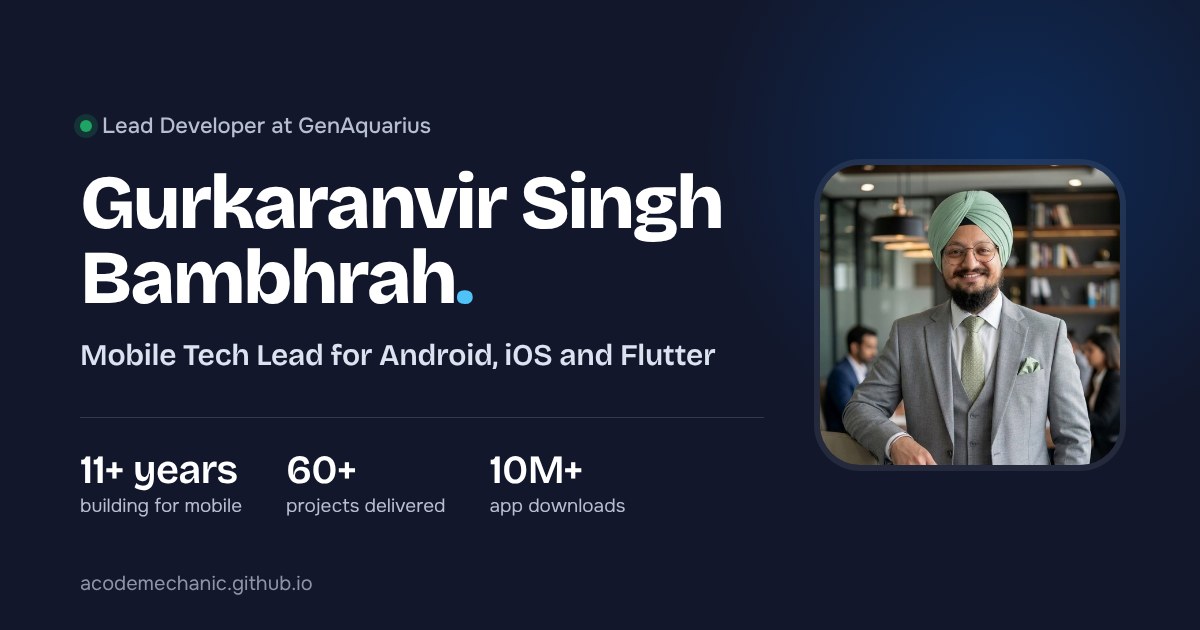 Lead Developer at GenAquarius
Gurkaranvir Singh
Bambhrah.
Mobile Tech Lead for Android, iOS and Flutter
11+ years
building for mobile
60+
projects delivered
10M+
app downloads
acodemechanic.github.io